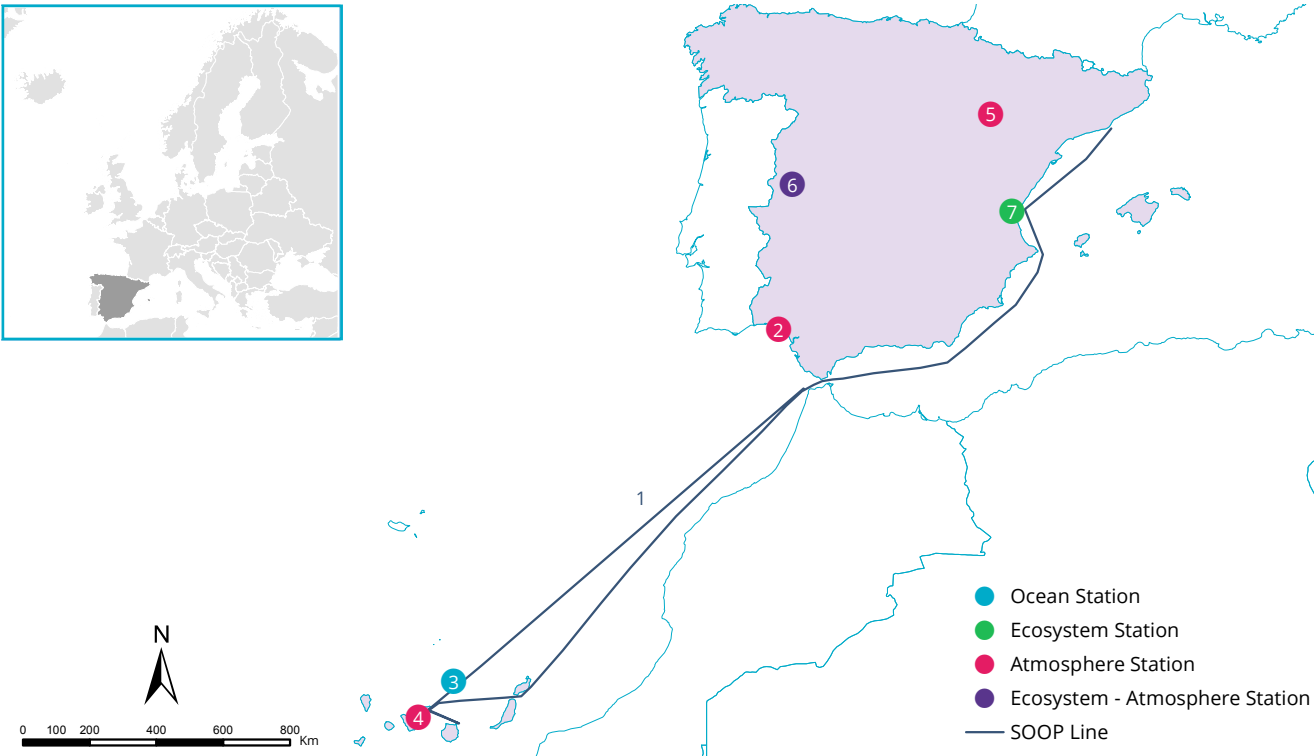 5
6
7
2
1
3
4
N
0 100 200 400 600 800 Km
Ocean Station
Ecosystem Station
Atmosphere Station
Ecosystem - Atmosphere Station
SOOP Line